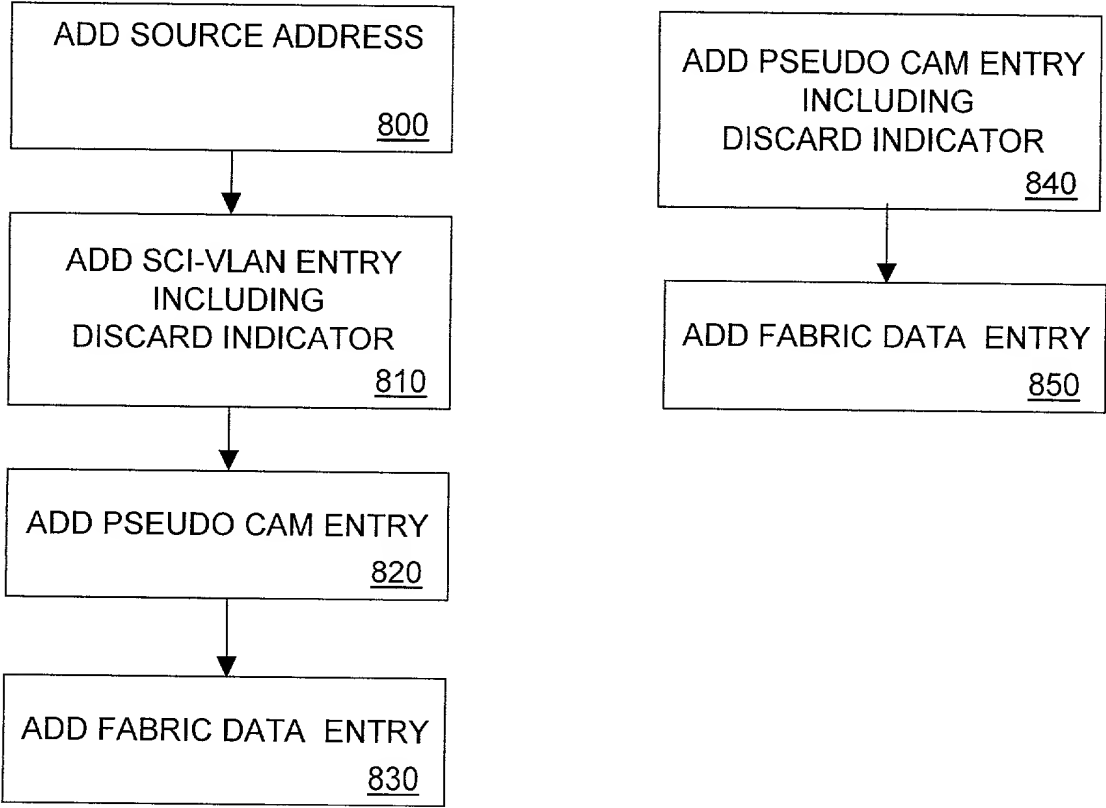 ADD SOURCE ADDRESS
800
ADD SCI-VLAN ENTRY
INCLUDING
DISCARD INDICATOR
810
ADD PSEUDO CAM ENTRY
820
ADD FABRIC DATA ENTRY
830
ADD PSEUDO CAM ENTRY
INCLUDING
DISCARD INDICATOR
840
ADD FABRIC DATA ENTRY
850